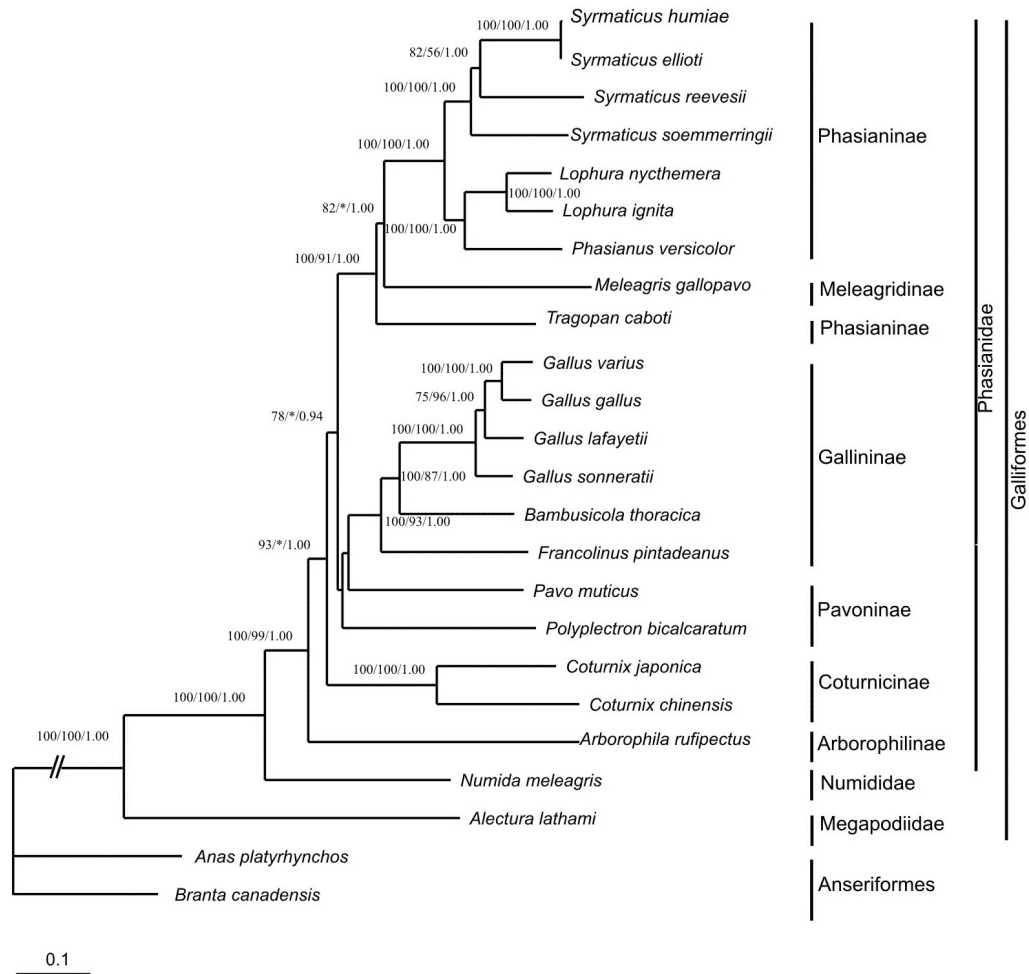 Syrmaticus humiae
100/100/1.00
82/56/1.00
Syrmaticus ellioti
100/100/1.00
Syrmaticus reevesii
Syrmaticus soemmerringii
Phasianinae
100/100/1.00
Lophura nycthemera
100/100/1.00
82/*/1.00
Lophura ignita
100/100/1.00
Phasianus versicolor
100/91/1.00
Meleagris gallopavo
Meleagridinae
Tragopan caboti
Phasianinae
Phasianidae
Galliformes
Gallus varius
100/100/1.00
75/96/1.00
Gallus gallus
78/*/0.94
100/100/1.00
Gallus lafayetii
Gallininae
100/87/1.00
Gallus sonneratii
100/93/1.00
Bambusicola thoracica
93/*/1.00
Francolinus pintadeanus
Pavo muticus
Pavoninae
100/99/1.00
Polyplectron bicalcaratum
100/100/1.00
Coturnix japonica
Coturnicinae
100/100/1.00
Coturnix chinensis
100/100/1.00
Arborophila rufipectus
Arborophilinae
Numida meleagris
Numididae
Alectura lathami
Megapodiidae
Anas platyrhynchos
Anseriformes
Branta canadensis
0.1